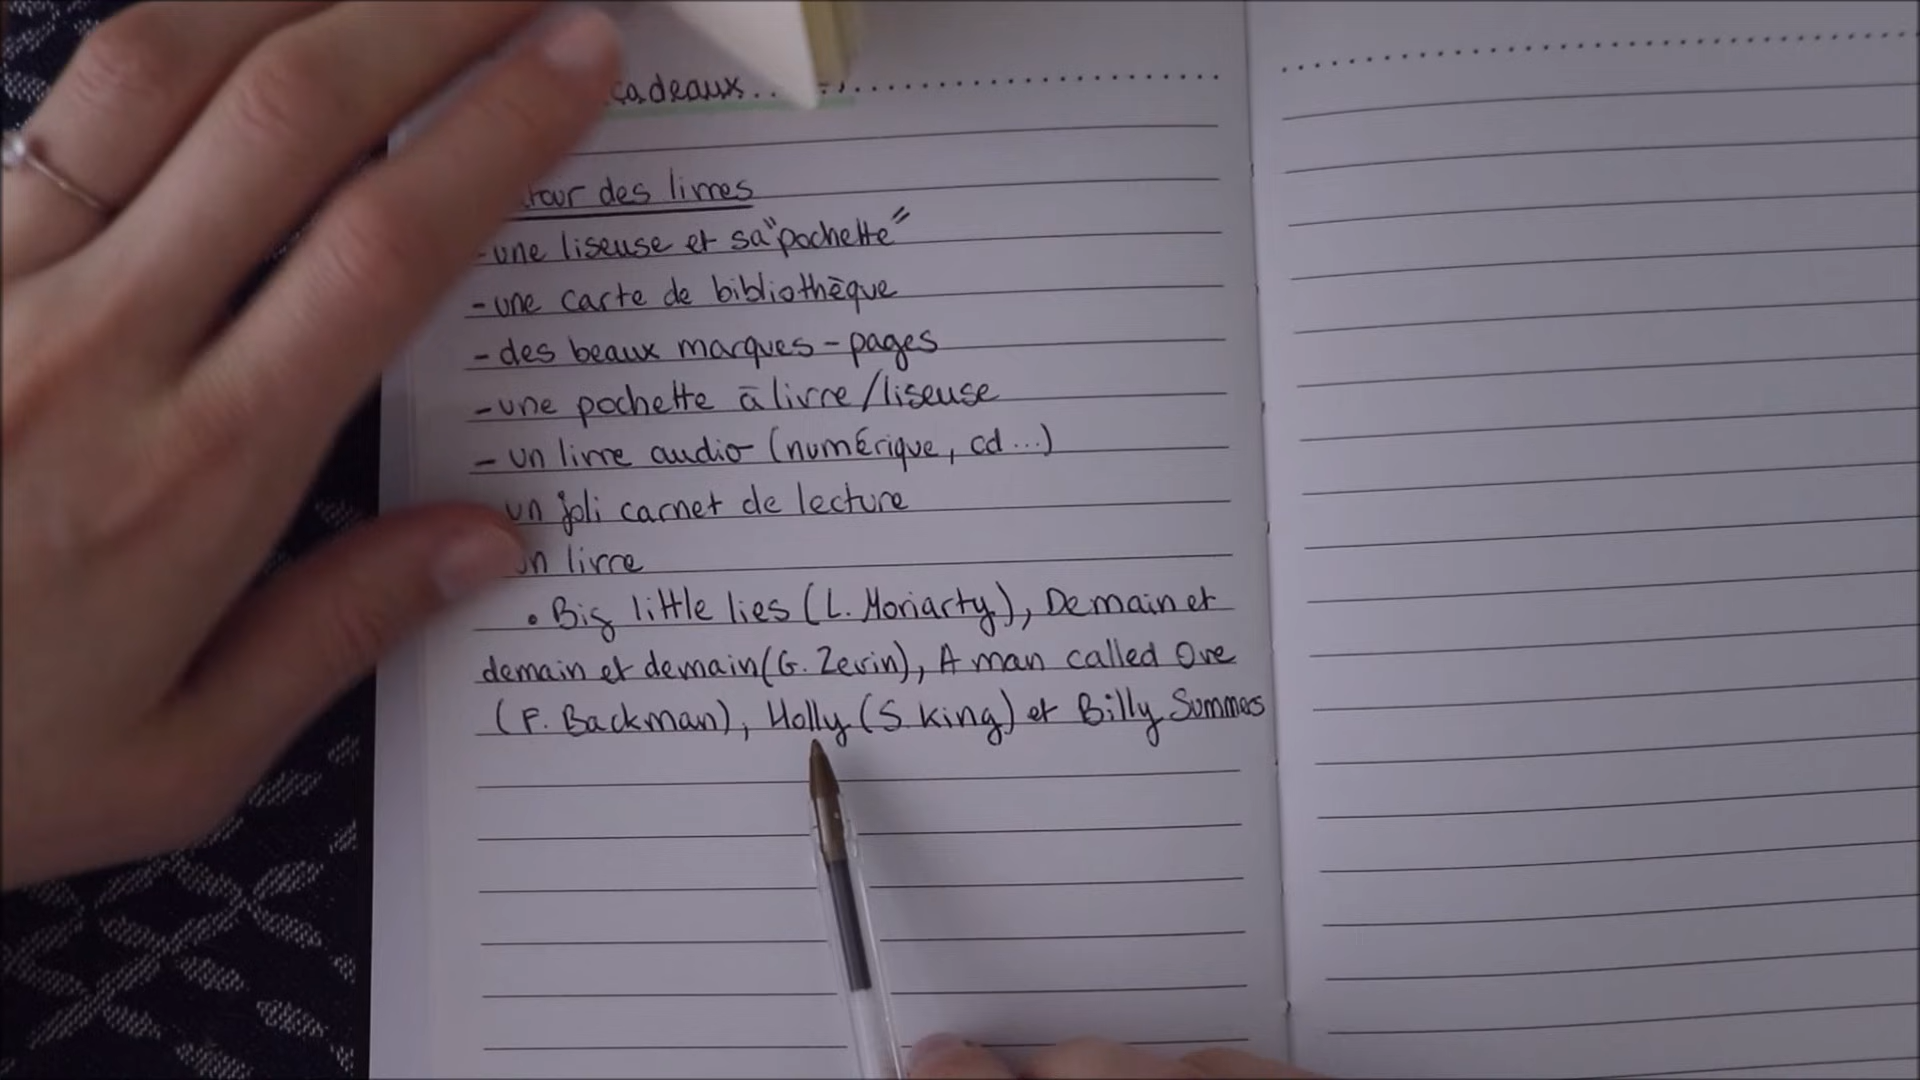 cadeaux
des livres
- une liseuse et sa "pochette"
- une carte de bibliothèque
- des beaux marques-pages
- une pochette à livre/liseuse
- un livre audio (numérique, cd...)
un joli carnet de lecture
un livre
• Big little lies (L. Moriarty), Demain et
demain et demain (G. Zevin), A man called Ove
(F. Backman), Holly (S. King) et Billy Summers